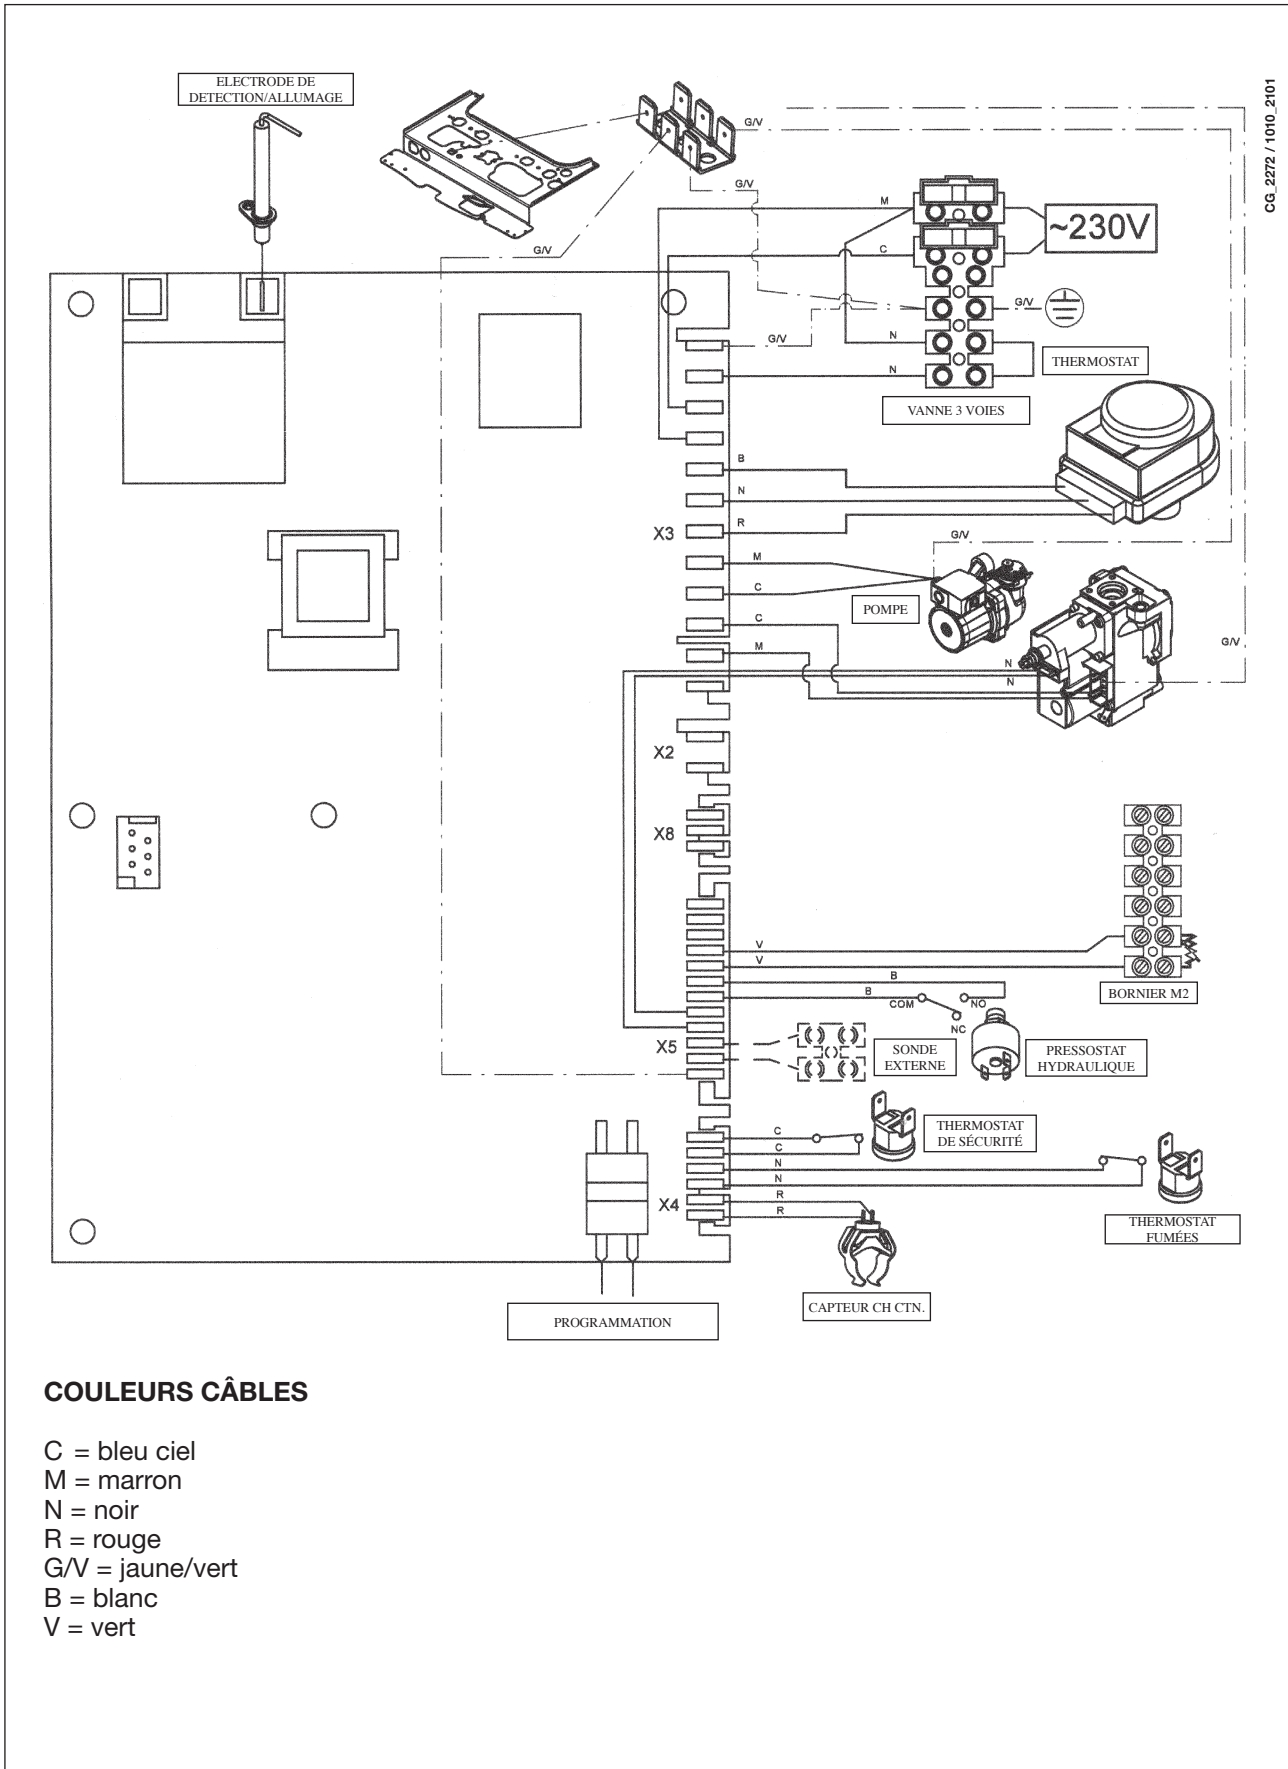 CG_2272 / 1010_2101
ELECTRODE DE
DETECTION/ALLUMAGE
G/V
G/V
G/V
M
~230V
C
G/V
G/V
N
THERMOSTAT
N
VANNE 3 VOIES
B
N
R
X3
G/V
M
C
POMPE
C
M
G/V
N
N
X2
X8
V
V
B
B
COM
NO
NC
BORNIER M2
X5
SONDE
EXTERNE
PRESSOSTAT
HYDRAULIQUE
C
C
THERMOSTAT
DE SÉCURITÉ
N
N
R
R
X4
THERMOSTAT
FUMÉES
CAPTEUR CH CTN.
PROGRAMMATION
COULEURS CÂBLES
C = bleu ciel
M = marron
N = noir
R = rouge
G/V = jaune/vert
B = blanc
V = vert